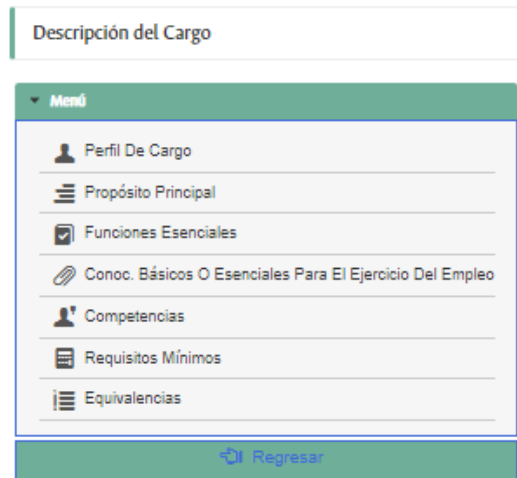 Descripción del Cargo
Menú
Perfil De Cargo
Propósito Principal
Funciones Esenciales
Conoc. Básicos O Esenciales Para El Ejercicio Del Empleo
Competencias
Requisitos Mínimos
Equivalencias
Regresar